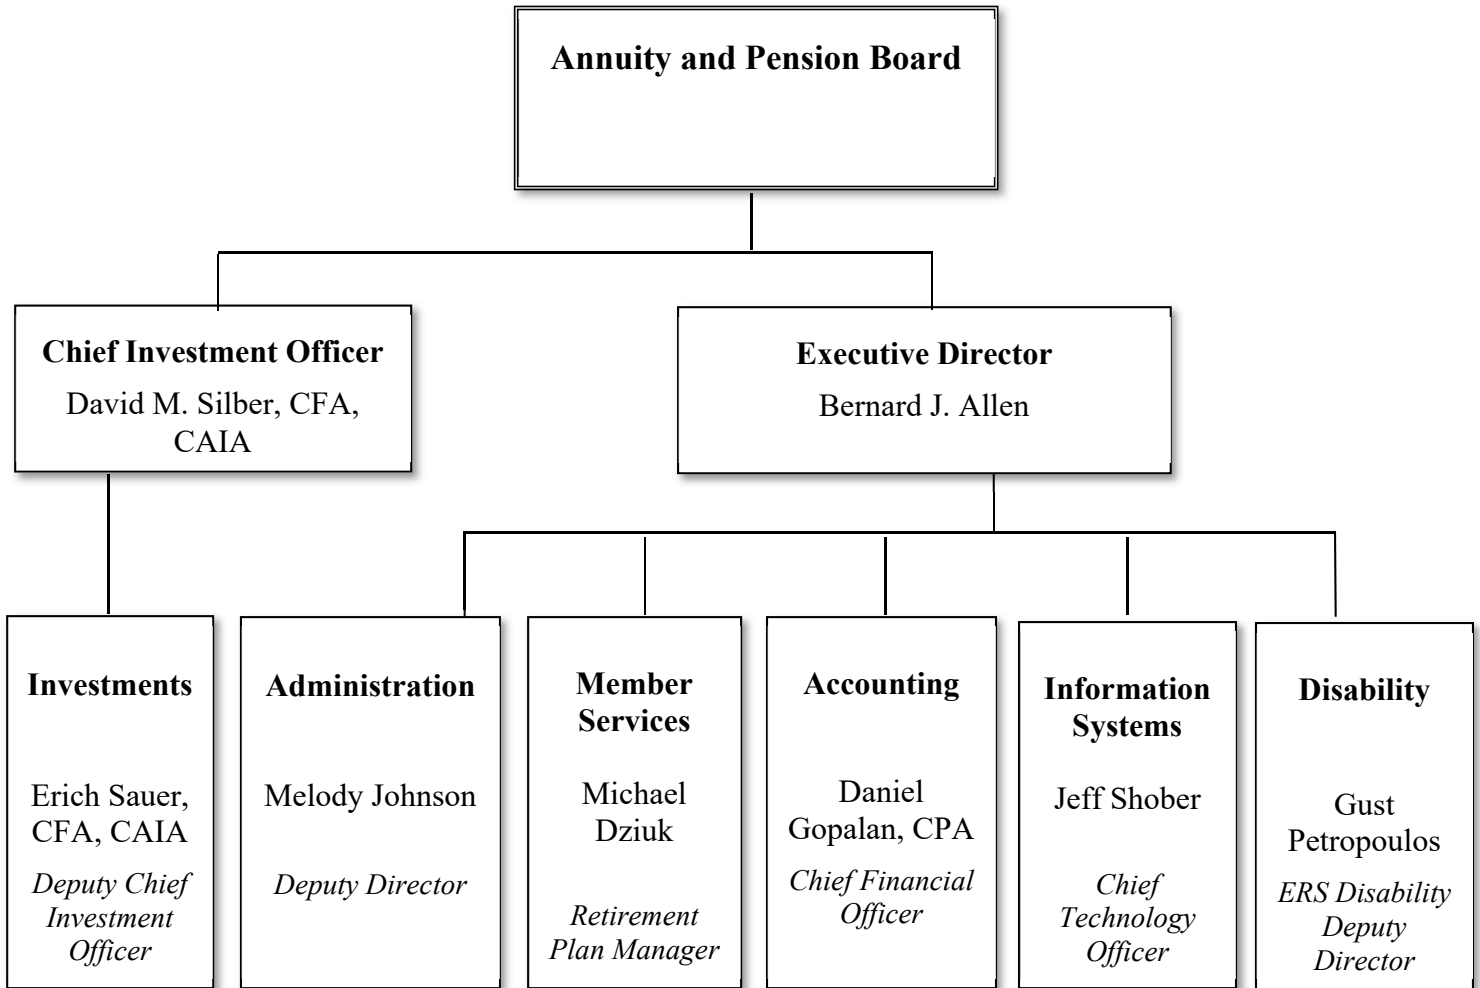 Annuity and Pension Board
Chief Investment Officer
David M. Silber, CFA,
CAIA
Executive Director
Bernard J. Allen
Investments
Erich Sauer,
CFA, CAIA
Deputy Chief
Investment
Officer
Administration
Melody Johnson
Deputy Director
Member
Services
Michael
Dziuk
Retirement
Plan Manager
Accounting
Daniel
Gopalan, CPA
Chief Financial
Officer
Information
Systems
Jeff Shober
Chief
Technology
Officer
Disability
Gust
Petropoulos
ERS Disability
Deputy
Director